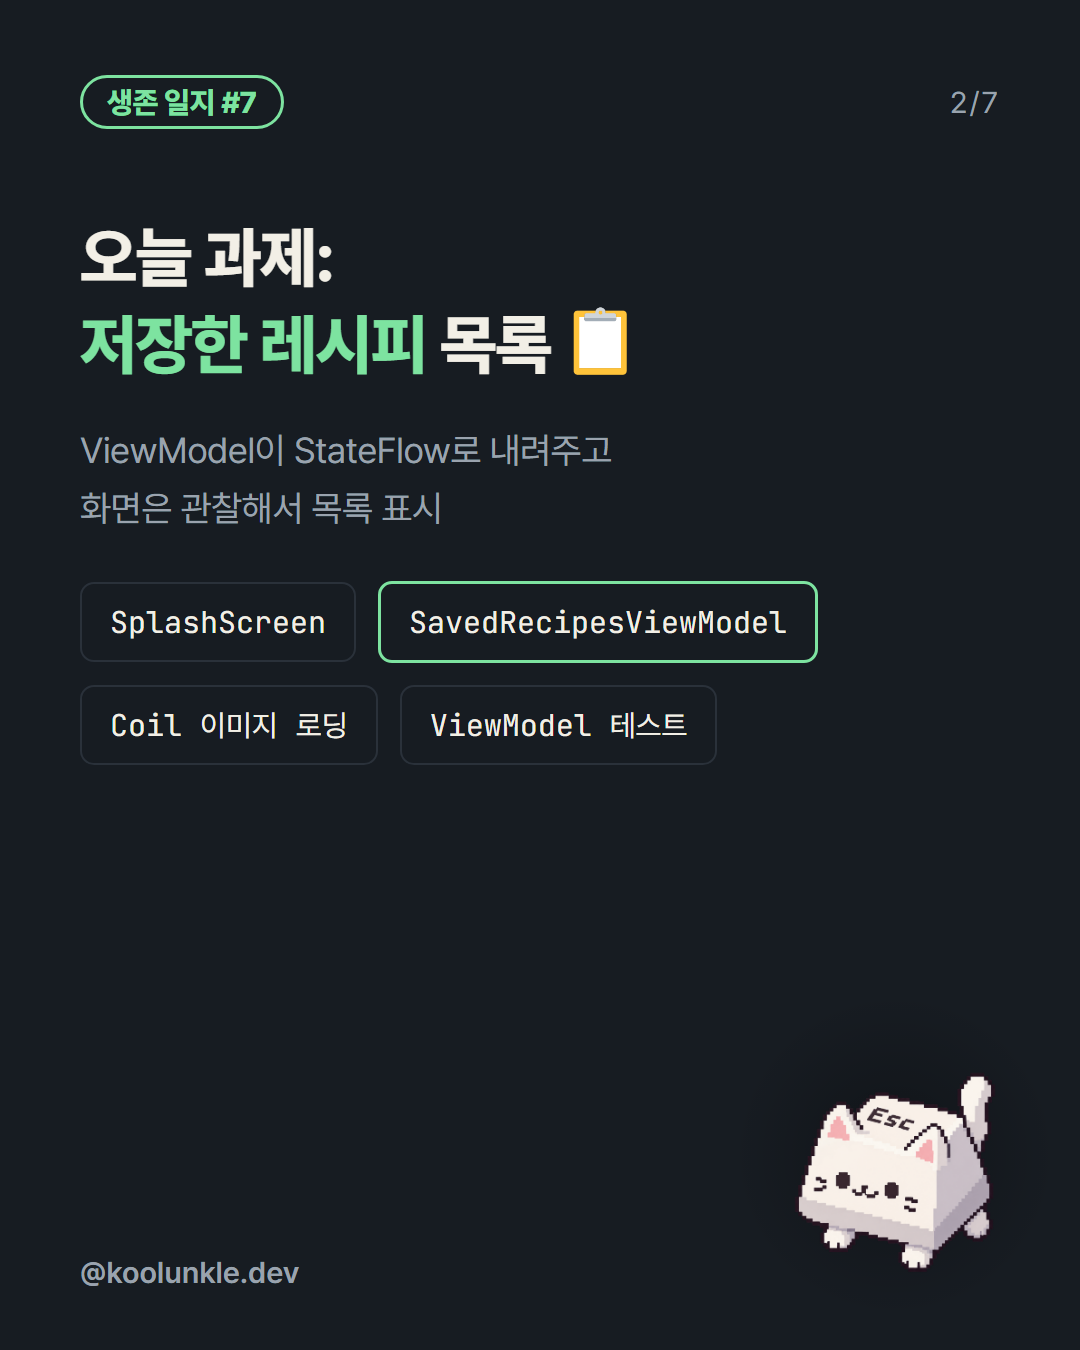 생존 일지 #7
2/7
오늘 과제:
저장한 레시피 목록 📋
ViewModel이 StateFlow로 내려주고
화면은 관찰해서 목록 표시
SplashScreen
SavedRecipesViewModel
Coil 이미지 로딩
ViewModel 테스트
Esc
@koolunkle.dev